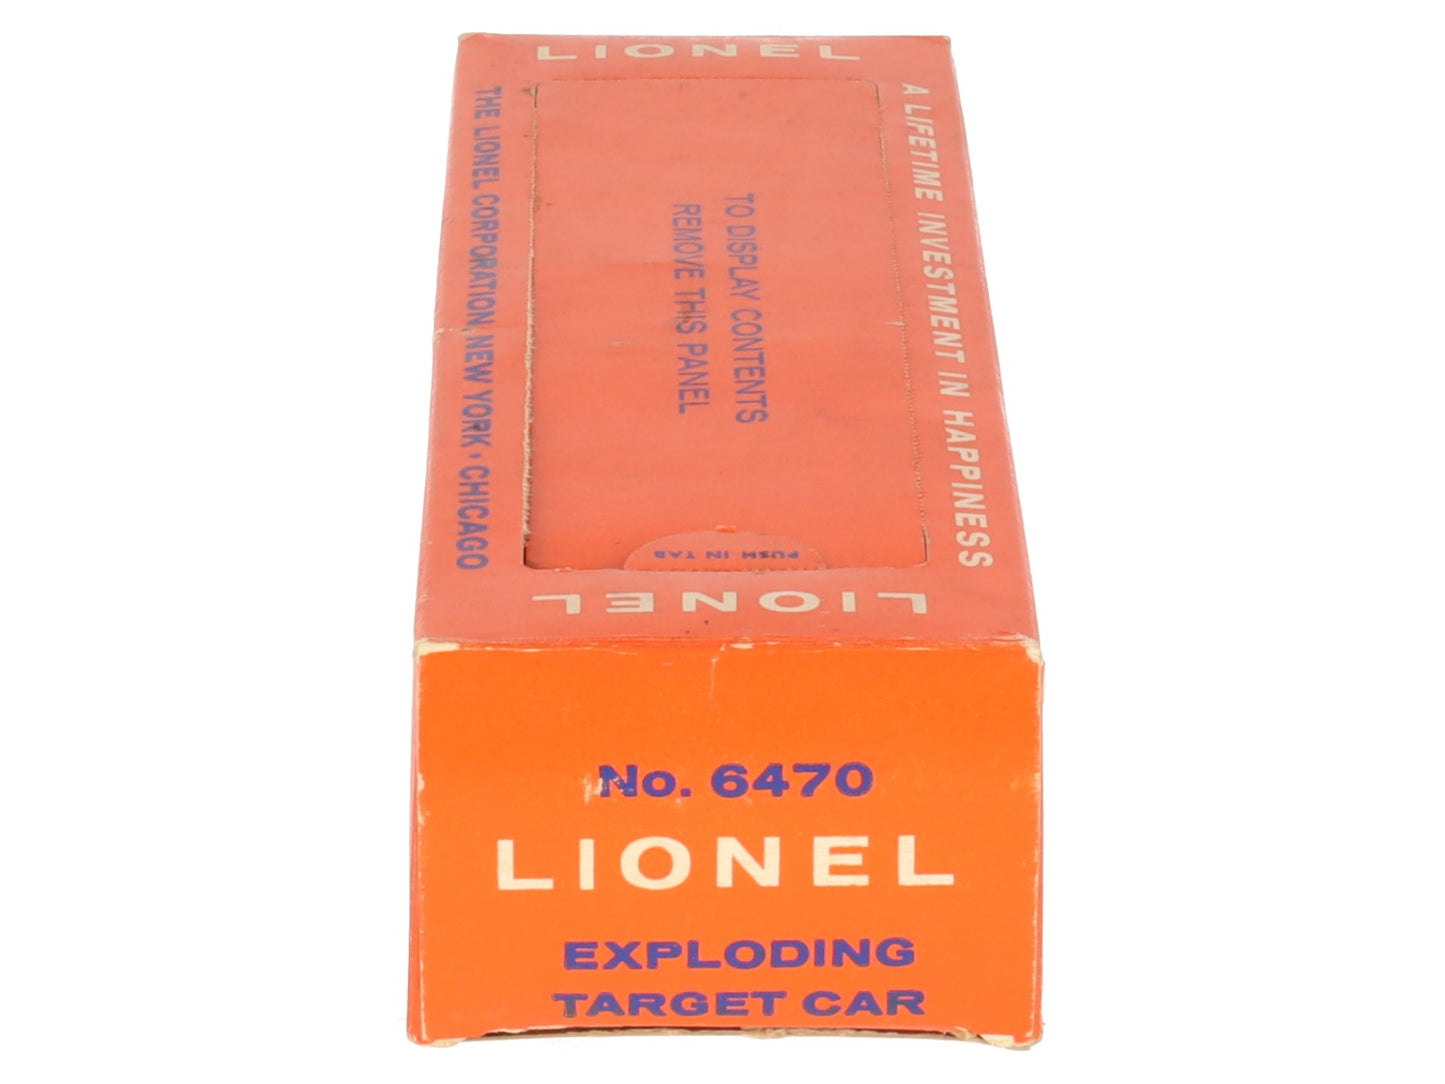 LIONEL
THE LIONEL CORPORATION, NEW YORK • CHICAGO
A LIFETIME INVESTMENT IN HAPPINESS
TO DISPLAY CONTENTS
REMOVE THIS PANEL
PUSH IN TAB
LIONEL
No. 6470
LIONEL
EXPLODING
TARGET CAR